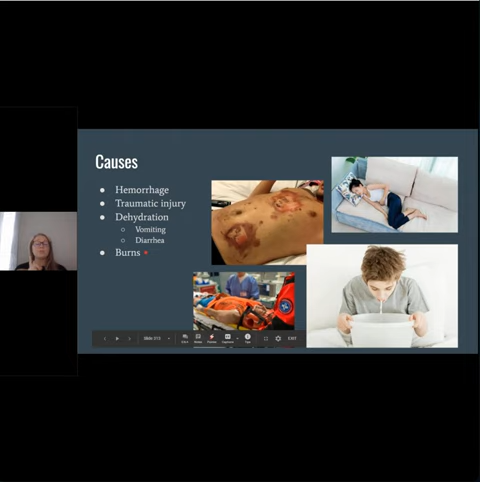 Causes
● Hemorrhage
● Traumatic injury
● Dehydration
○ Vomiting
○ Diarrhea
● Burns
EXIT